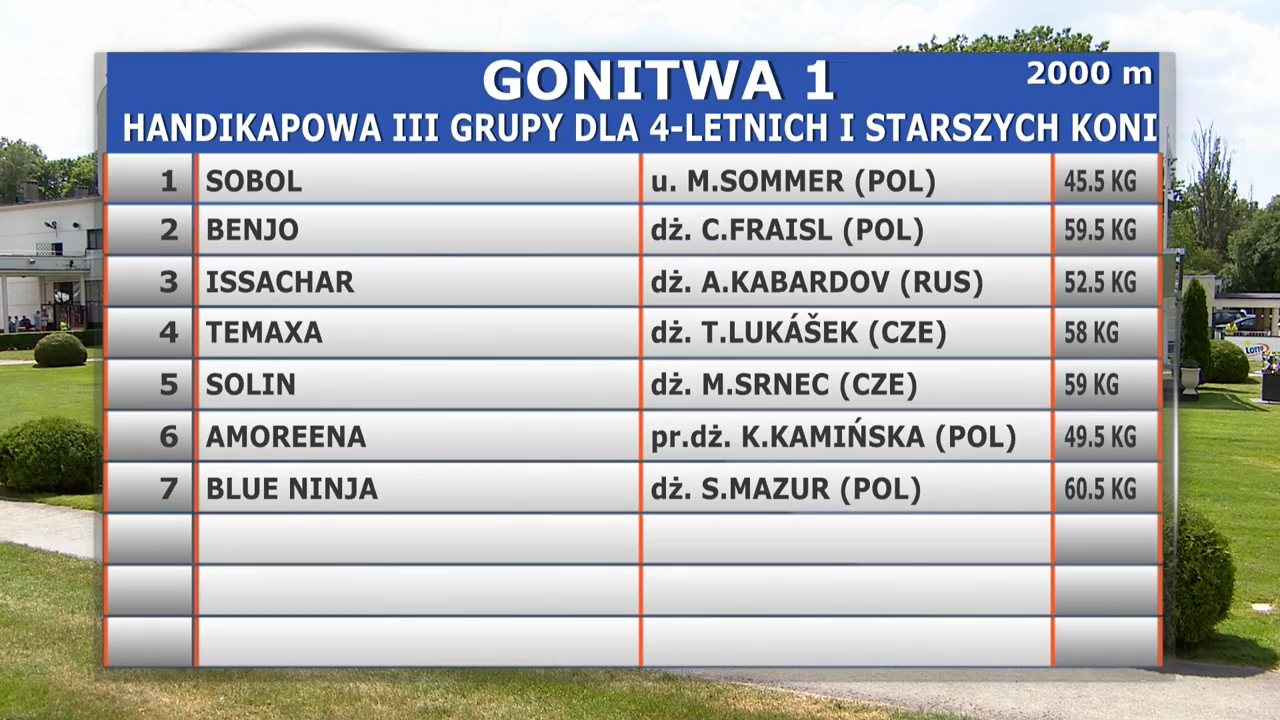 GONITWA 1
2000 m
HANDIKAPOWA III GRUPY DLA 4-LETNICH I STARSZYCH KONI
1 SOBOL u. M.SOMMER (POL) 45.5 KG
2 BENJO dż. C.FRAISL (POL) 59.5 KG
3 ISSACHAR dż. A.KABARDOV (RUS) 52.5 KG
4 TEMAXA dż. T.LUKÁŠEK (CZE) 58 KG
5 SOLIN dż. M.SRNEC (CZE) 59 KG
6 AMOREENA pr.dż. K.KAMIŃSKA (POL) 49.5 KG
7 BLUE NINJA dż. S.MAZUR (POL) 60.5 KG
LOTTO